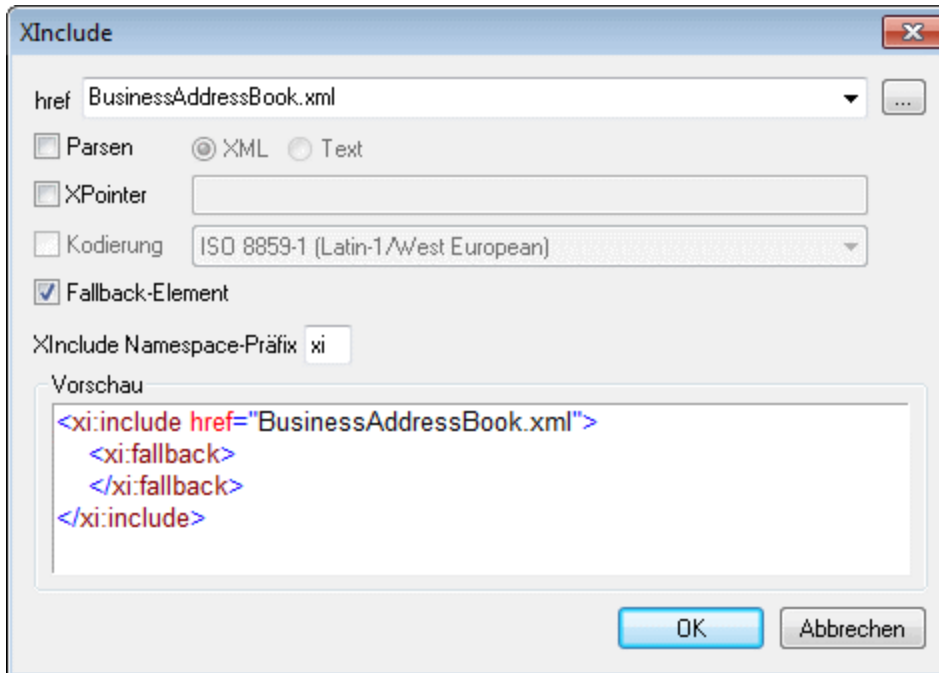 XInclude
href BusinessAddressBook.xml ...
Parsen XML Text
XPointer
Kodierung ISO 8859-1 (Latin-1/West European)
Fallback-Element
XInclude Namespace-Präfix xi
Vorschau
<xi:include href="BusinessAddressBook.xml">
<xi:fallback>
</xi:fallback>
</xi:include>
OK Abbrechen